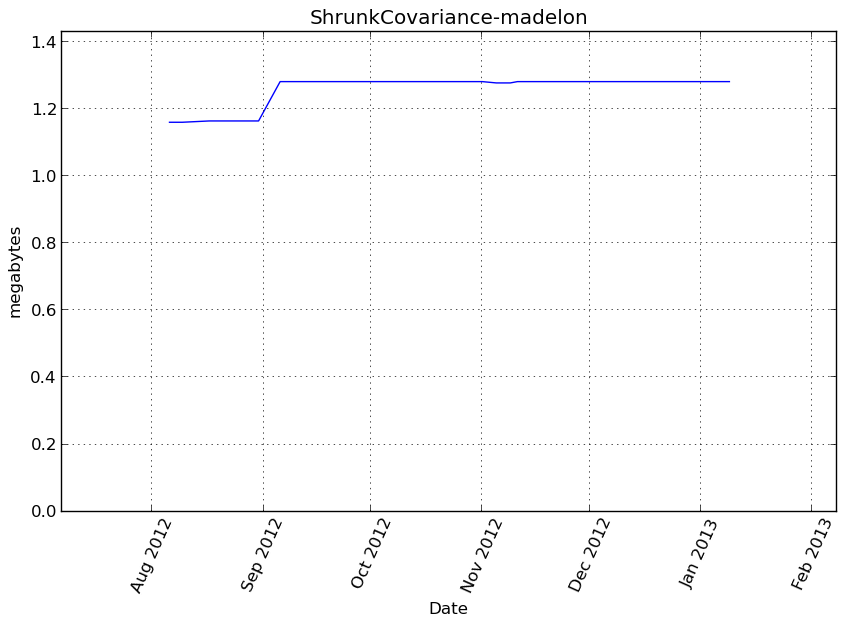 ShrunkCovariance-madelon
1.4
1.2
1.0
0.8
0.6
0.4
0.2
0.0
megabytes
Aug 2012
Sep 2012
Oct 2012
Nov 2012
Dec 2012
Jan 2013
Feb 2013
Date